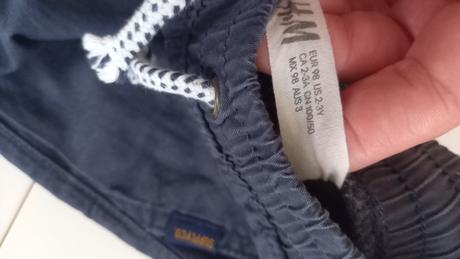 H&M
EUR 98 US 2-3Y
CA 2-3A CN 100/50
MX 98 AUS 3